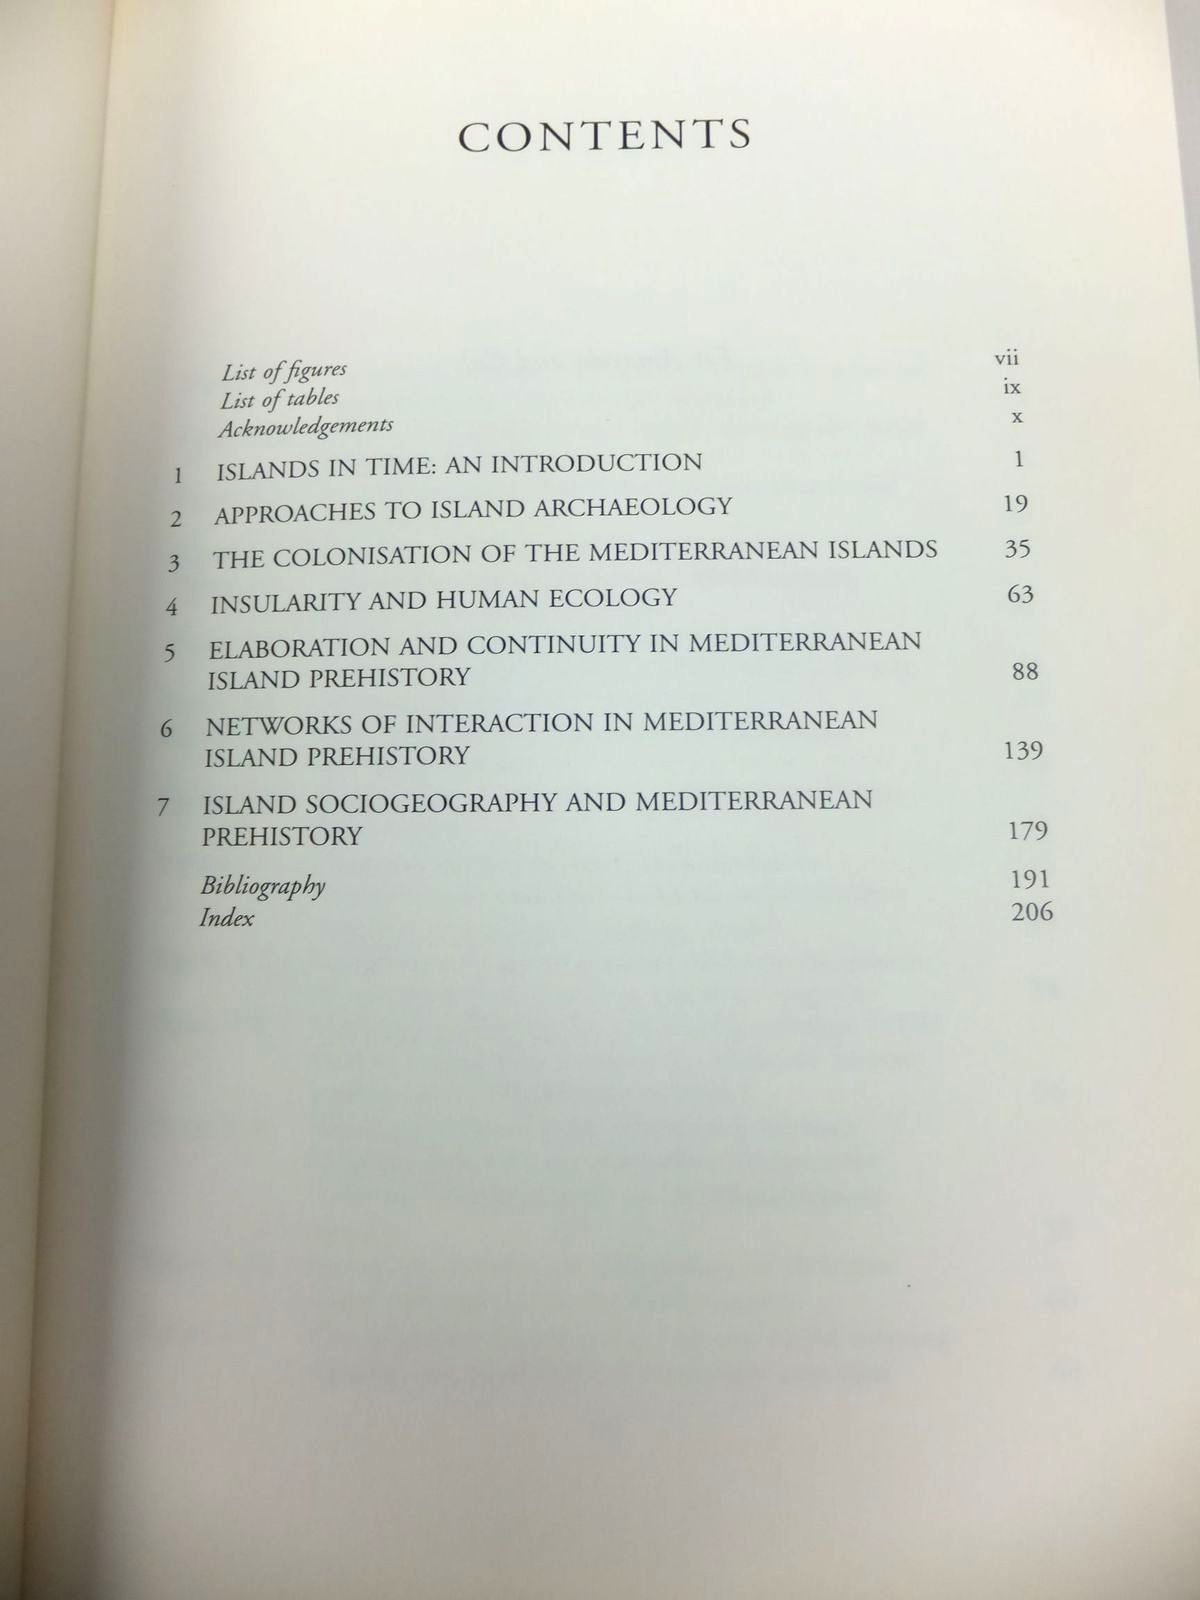 CONTENTS
List of figures vii
List of tables ix
Acknowledgements x
1 ISLANDS IN TIME: AN INTRODUCTION 1
2 APPROACHES TO ISLAND ARCHAEOLOGY 19
3 THE COLONISATION OF THE MEDITERRANEAN ISLANDS 35
4 INSULARITY AND HUMAN ECOLOGY 63
5 ELABORATION AND CONTINUITY IN MEDITERRANEAN
ISLAND PREHISTORY 88
6 NETWORKS OF INTERACTION IN MEDITERRANEAN
ISLAND PREHISTORY 139
7 ISLAND SOCIOGEOGRAPHY AND MEDITERRANEAN
PREHISTORY 179
Bibliography 191
Index 206